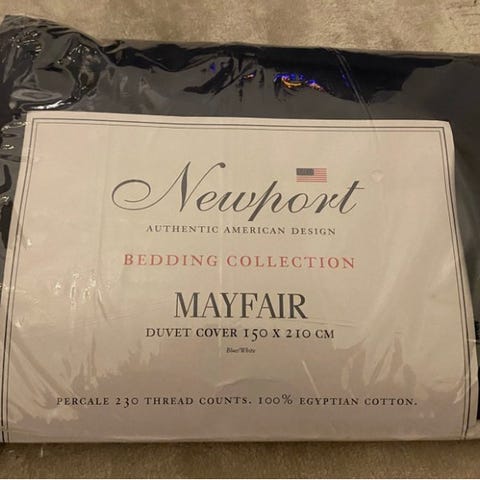 Newport
AUTHENTIC AMERICAN DESIGN
BEDDING COLLECTION
MAYFAIR
DUVET COVER 150 X 210 CM
Blue/White
PERCALE 230 THREAD COUNTS. 100% EGYPTIAN COTTON.